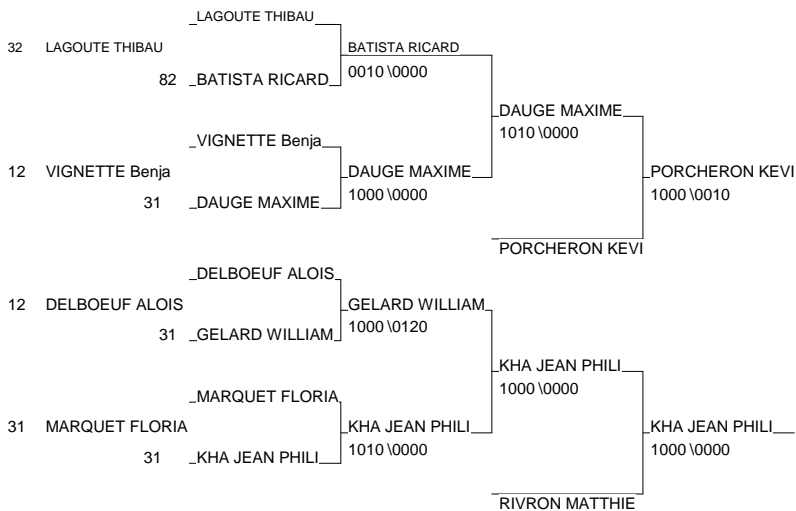 LAGOUTE THIBAU
32 LAGOUTE THIBAU BATISTA RICARD
82 BATISTA RICARD 0010 \0000
DAUGE MAXIME
1010 \0000
VIGNETTE Benja
12 VIGNETTE Benja DAUGE MAXIME PORCHERON KEVI
31 DAUGE MAXIME 1000 \0000 1000 \0010
PORCHERON KEVI
DELBOEUF ALOIS
12 DELBOEUF ALOIS GELARD WILLIAM
31 GELARD WILLIAM 1000 \0120
KHA JEAN PHILI
1000 \0000
MARQUET FLORIA
31 MARQUET FLORIA KHA JEAN PHILI KHA JEAN PHILI
31 KHA JEAN PHILI 1010 \0000 1000 \0000
RIVRON MATTHIE